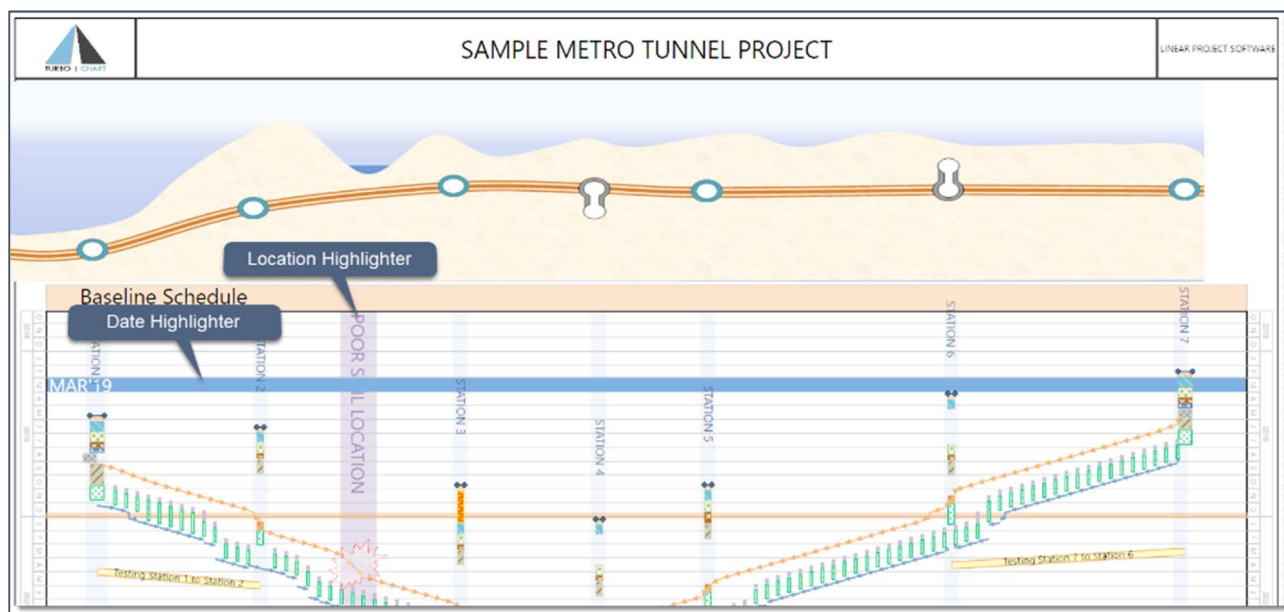 TURBO | CHART
SAMPLE METRO TUNNEL PROJECT
LINEAR PROJECT SOFTWARE
Location Highlighter
Baseline Schedule
Date Highlighter
MAR'19
POOR S IL LOCATION
TATION 2
STATION 3
STATION 4
STATION 5
STATION 6
STATION 7
Testing Station 1 to Station 2
Testing Station 7 to Station 6